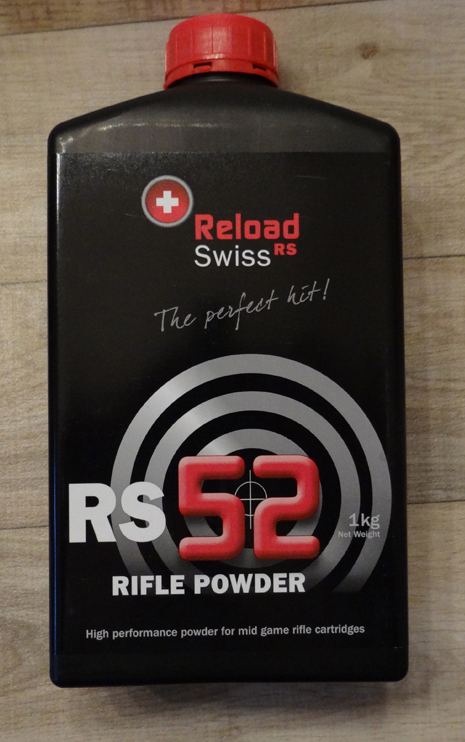 Reload
Swiss RS
The perfect hit!
RS 52
1kg
Net Weight
RIFLE POWDER
High performance powder for mid game rifle cartridges